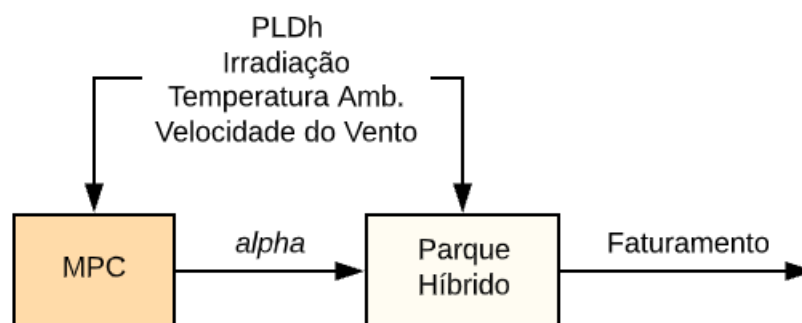 PLDh
Irradiação
Temperatura Amb.
Velocidade do Vento
MPC
alpha
Parque
Híbrido
Faturamento